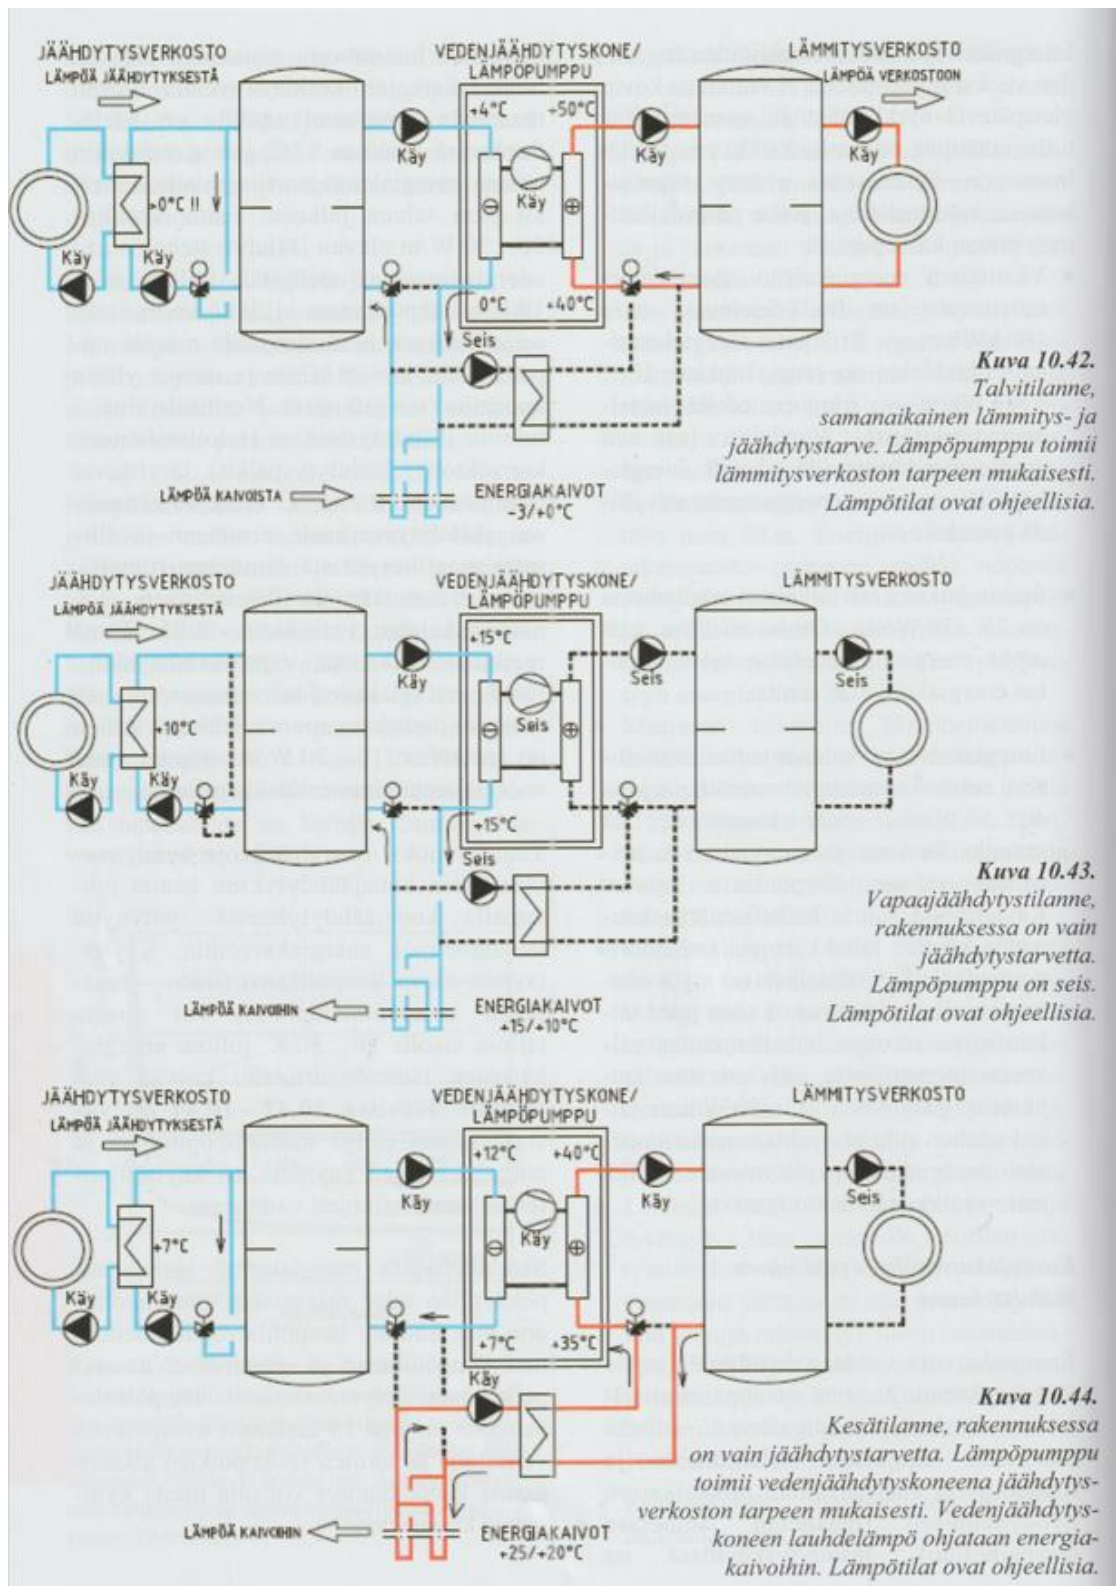 JÄÄHDYTYSVERKOSTO
LÄMPÖÄ JÄÄHDYTYKSESTÄ
VEDENJÄÄHDYTYSKONE/
LÄMPÖPUMPPU
LÄMMITYSVERKOSTO
LÄMPÖÄ VERKOSTOON
+4°C
+50°C
Käy
Käy
Käy
>0°C !!
Käy
Käy
Käy
0°C
+40°C
Seis
LÄMPÖÄ KAIVOISTA
ENERGIAKAIVOT
-3/+0°C
Kuva 10.42.
Talvitilanne,
samanaikainen lämmitys- ja
jäähdytystarve. Lämpöpumppu toimii
lämmitysverkoston tarpeen mukaisesti.
Lämpötilat ovat ohjeellisia.
JÄÄHDYTYSVERKOSTO
LÄMPÖÄ JÄÄHDYTYKSESTÄ
VEDENJÄÄHDYTYSKONE/
LÄMPÖPUMPPU
LÄMMITYSVERKOSTO
+15°C
Käy
Seis
Seis
Seis
+10°C
Käy
Käy
+15°C
Seis
LÄMPÖÄ KAIVOIHIN
ENERGIAKAIVOT
+15/+10°C
Kuva 10.43.
Vapaajäähdytystilanne,
rakennuksessa on vain
jäähdytystarvetta.
Lämpöpumppu on seis.
Lämpötilat ovat ohjeellisia.
JÄÄHDYTYSVERKOSTO
LÄMPÖÄ JÄÄHDYTYKSESTÄ
VEDENJÄÄHDYTYSKONE/
LÄMPÖPUMPPU
LÄMMITYSVERKOSTO
+12°C
+40°C
Käy
Käy
Seis
Käy
+7°C
Käy
Käy
+7°C
+35°C
Käy
LÄMPÖÄ KAIVOIHIN
ENERGIAKAIVOT
+25/+20°C
Kuva 10.44.
Kesätilanne, rakennuksessa
on vain jäähdytystarvetta. Lämpöpumppu
toimii vedenjäähdytyskoneena jäähdytys-
verkoston tarpeen mukaisesti. Vedenjäähdytys-
koneen lauhdelämpö ohjataan energia-
kaivoihin. Lämpötilat ovat ohjeellisia.